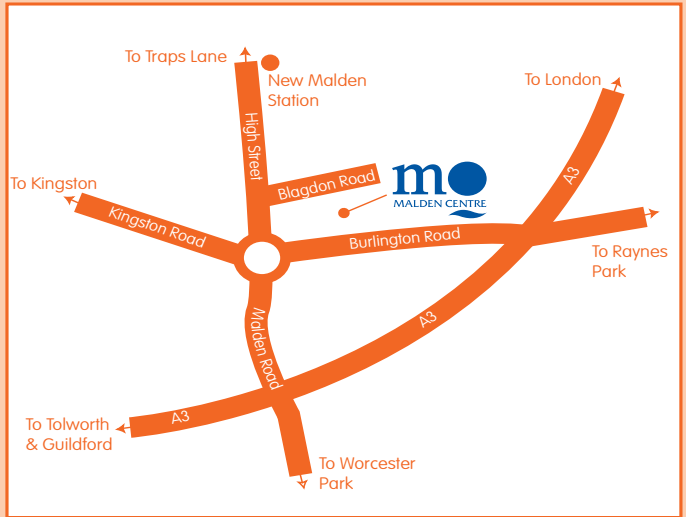 To Traps Lane
New Malden
Station
To London
High Street
A3
Blagdon Road
mo
MALDEN CENTRE
To Kingston
Kingston Road
Burlington Road
To Raynes
Park
Malden Road
A3
A3
To Tolworth
& Guildford
To Worcester
Park